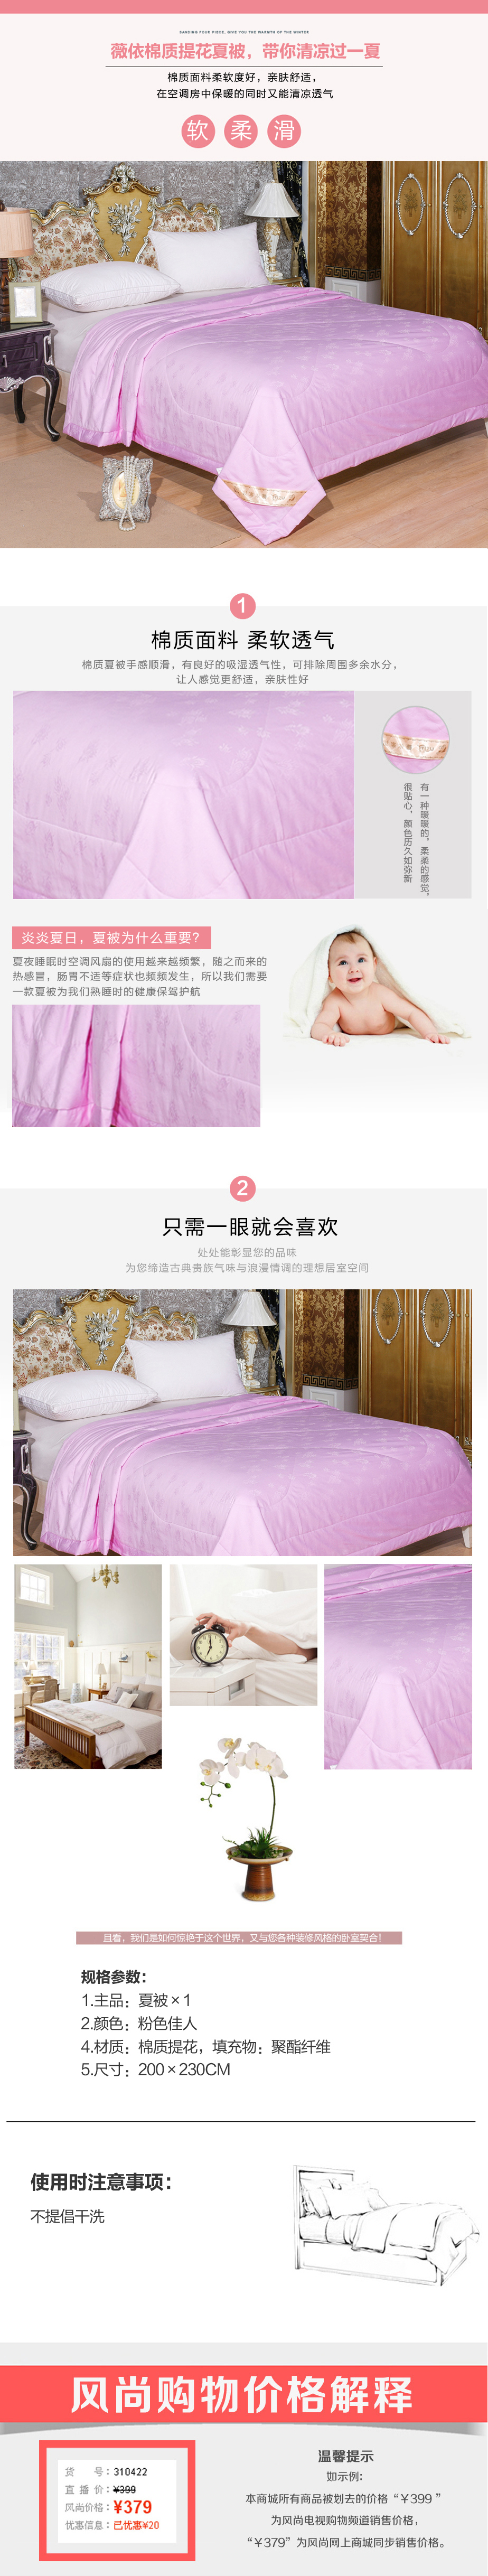 GANGING FOUR PIECE, GIVE YOU THE WARMTH OF THE WINTER
薇依棉质提花夏被，带你清凉过一夏
棉质面料柔软度好，亲肤舒适，
在空调房中保暖的同时又能清凉透气
软 柔 滑
1
棉质面料 柔软透气
棉质夏被手感顺滑，有良好的吸湿透气性，可排除周围多余水分，
让人感觉更舒适，亲肤性好
有一种暖暖的，柔柔的感觉，
很贴心，颜色历久如弥新
炎炎夏日，夏被为什么重要？
夏夜睡眠时空调风扇的使用越来越频繁，随之而来的
热感冒，肠胃不适等症状也频频发生，所以我们需要
一款夏被为我们熟睡时的健康保驾护航
2
只需一眼就会喜欢
处处能彰显您的品味
为您缔造古典贵族气味与浪漫情调的理想居室空间
且看，我们是如何惊艳于这个世界，又与您各种装修风格的卧室契合！
规格参数：
1.主品：夏被×1
2.颜色：粉色佳人
4.材质：棉质提花，填充物：聚酯纤维
5.尺寸：200×230CM
使用时注意事项：
不提倡干洗
风尚购物价格解释
货 号：310422
直 播 价：¥399
风尚价格：¥379
优惠信息：已优惠¥20
温馨提示
如示例：
本商城所有商品被划去的价格“￥399 ”
为风尚电视购物频道销售价格，
“￥379”为风尚网上商城同步销售价格。